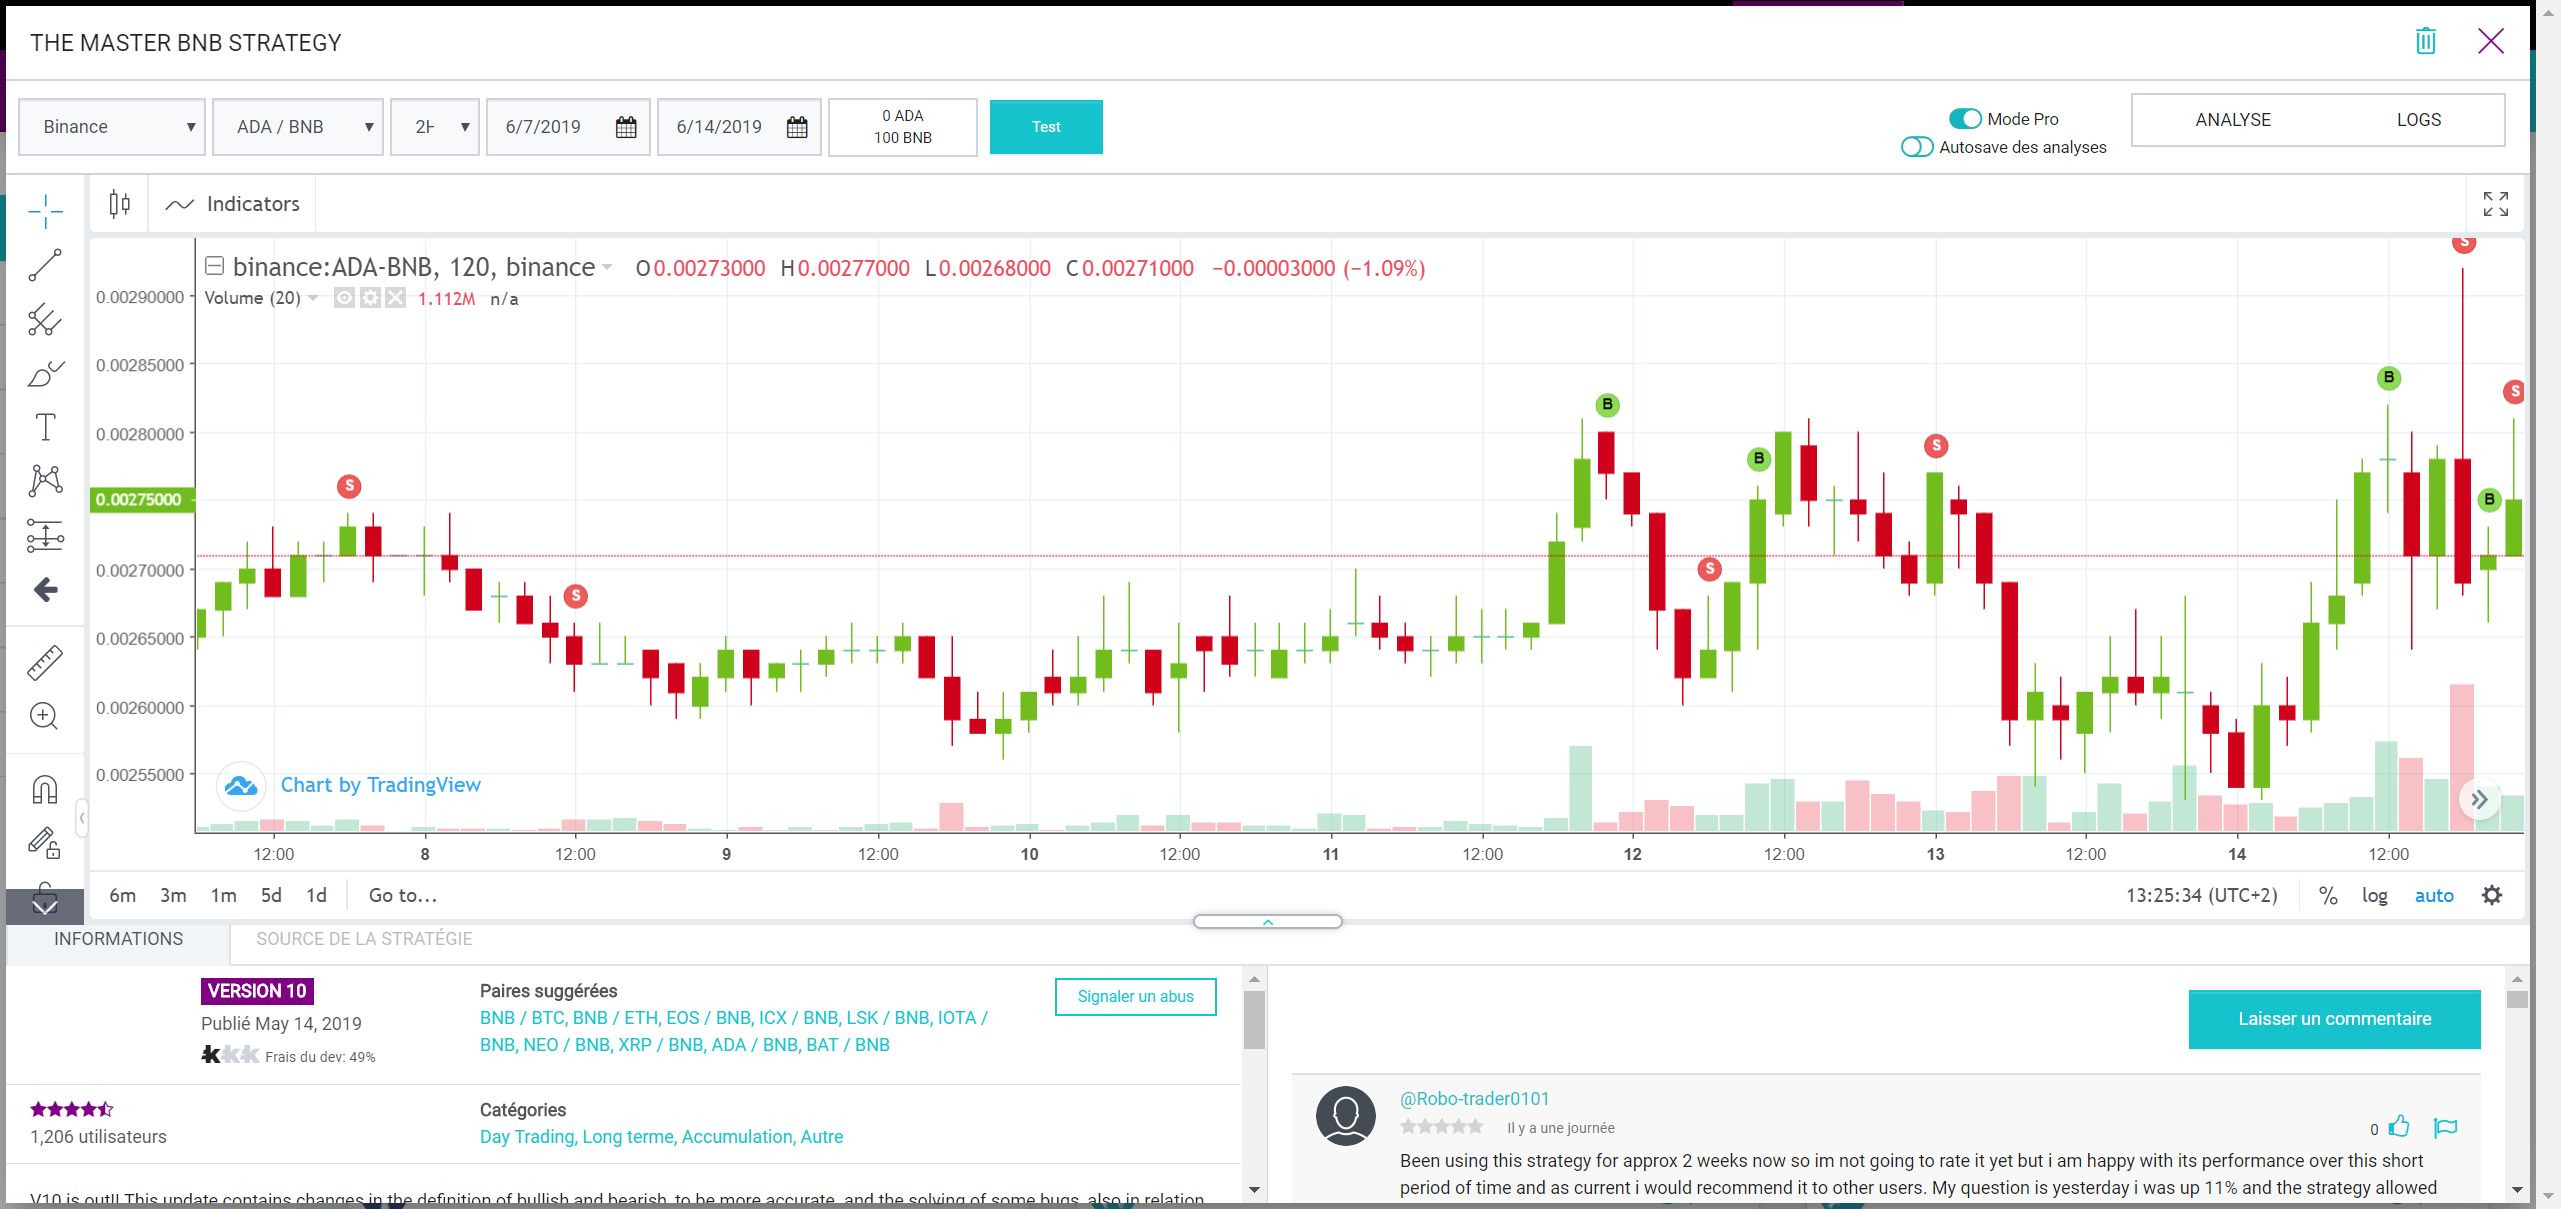 THE MASTER BNB STRATEGY
Binance
ADA / BNB
6/7/2019
6/14/2019
0 ADA
100 BNB
Test
Mode Pro
Autosave des analyses
ANALYSE
LOGS
Indicators
binance:ADA-BNB, 120, binance
O 0.00273000 H 0.00277000 L 0.00268000 C 0.00271000 −0.00003000 (−1.09%)
Volume (20) 1.112M n/a
0.00290000
0.00285000
0.00280000
0.00275000
0.00270000
0.00265000
0.00260000
0.00255000
S
S
B
S
B
S
B
S
B
S
Chart by TradingView
12:00 8 12:00 9 12:00 10 12:00 11 12:00 12 12:00 13 12:00 14 12:00
6m 3m 1m 5d 1d Go to...
13:25:34 (UTC+2) % log auto
INFORMATIONS
SOURCE DE LA STRATÉGIE
VERSION 10
Publié May 14, 2019
Frais du dev: 49%
Paires suggérées
BNB / BTC, BNB / ETH, EOS / BNB, ICX / BNB, LSK / BNB, IOTA /
BNB, NEO / BNB, XRP / BNB, ADA / BNB, BAT / BNB
Signaler un abus
1,206 utilisateurs
Catégories
Day Trading, Long terme, Accumulation, Autre
V10 is out!! This update contains changes in the definition of bullish and bearish, to be more accurate, and the solving of some bugs, also in relation
Laisser un commentaire
@Robo-trader0101
Il y a une journée
0
Been using this strategy for approx 2 weeks now so im not going to rate it yet but i am happy with its performance over this short
period of time and as current i would recommend it to other users. My question is yesterday i was up 11% and the strategy allowed